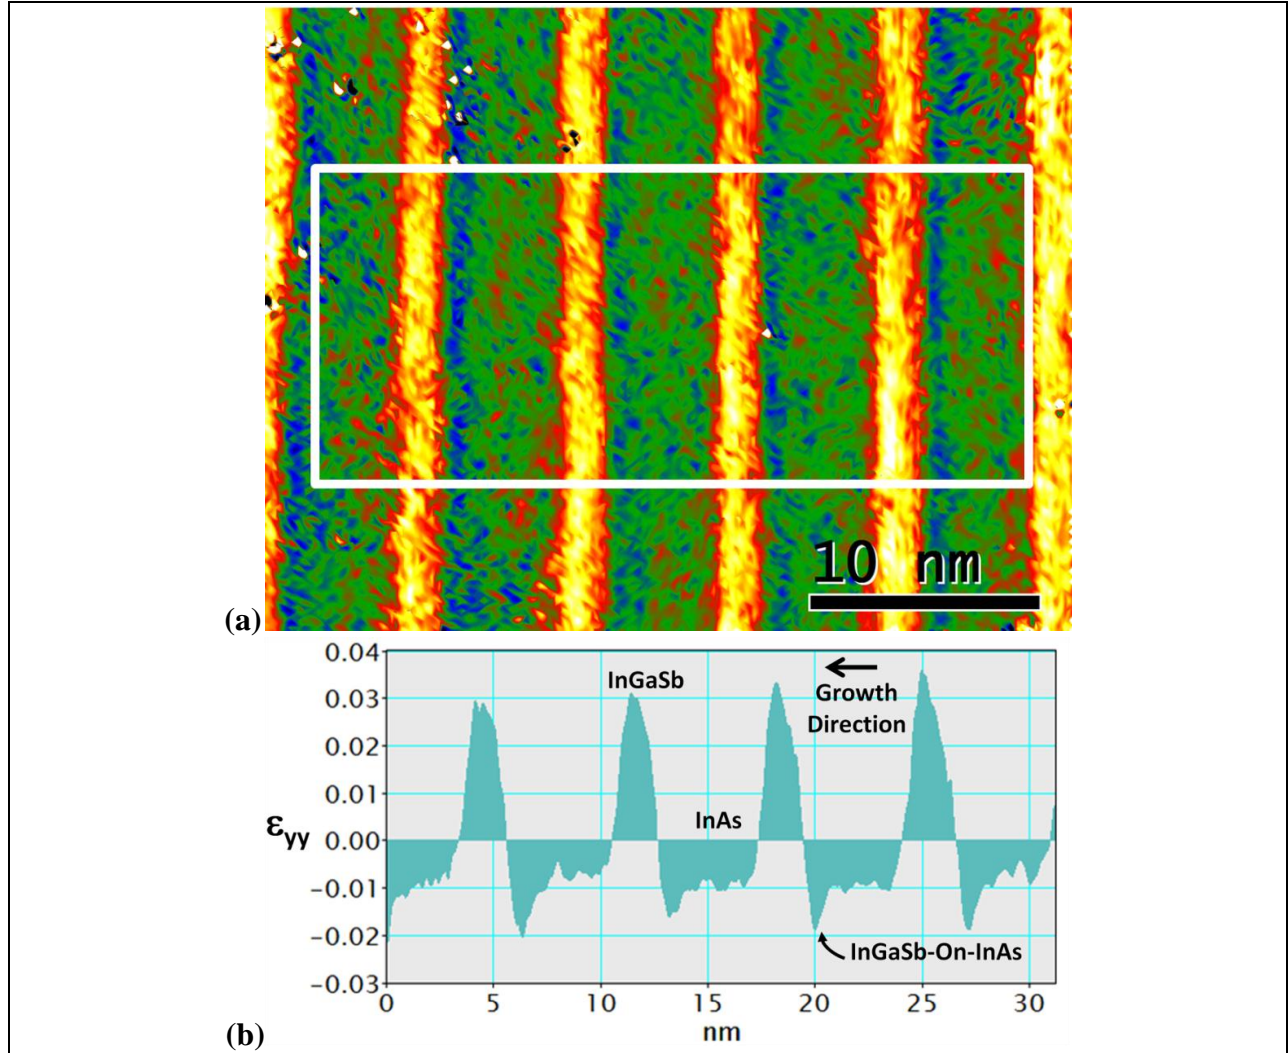 10 nm
(a)
0.04
InGaSb
Growth
0.03
Direction
0.02
0.01
InAs
εyy
0.00
−0.01
−0.02
InGaSb-On-InAs
−0.03
0 5 10 15 20 25 30
nm
(b)